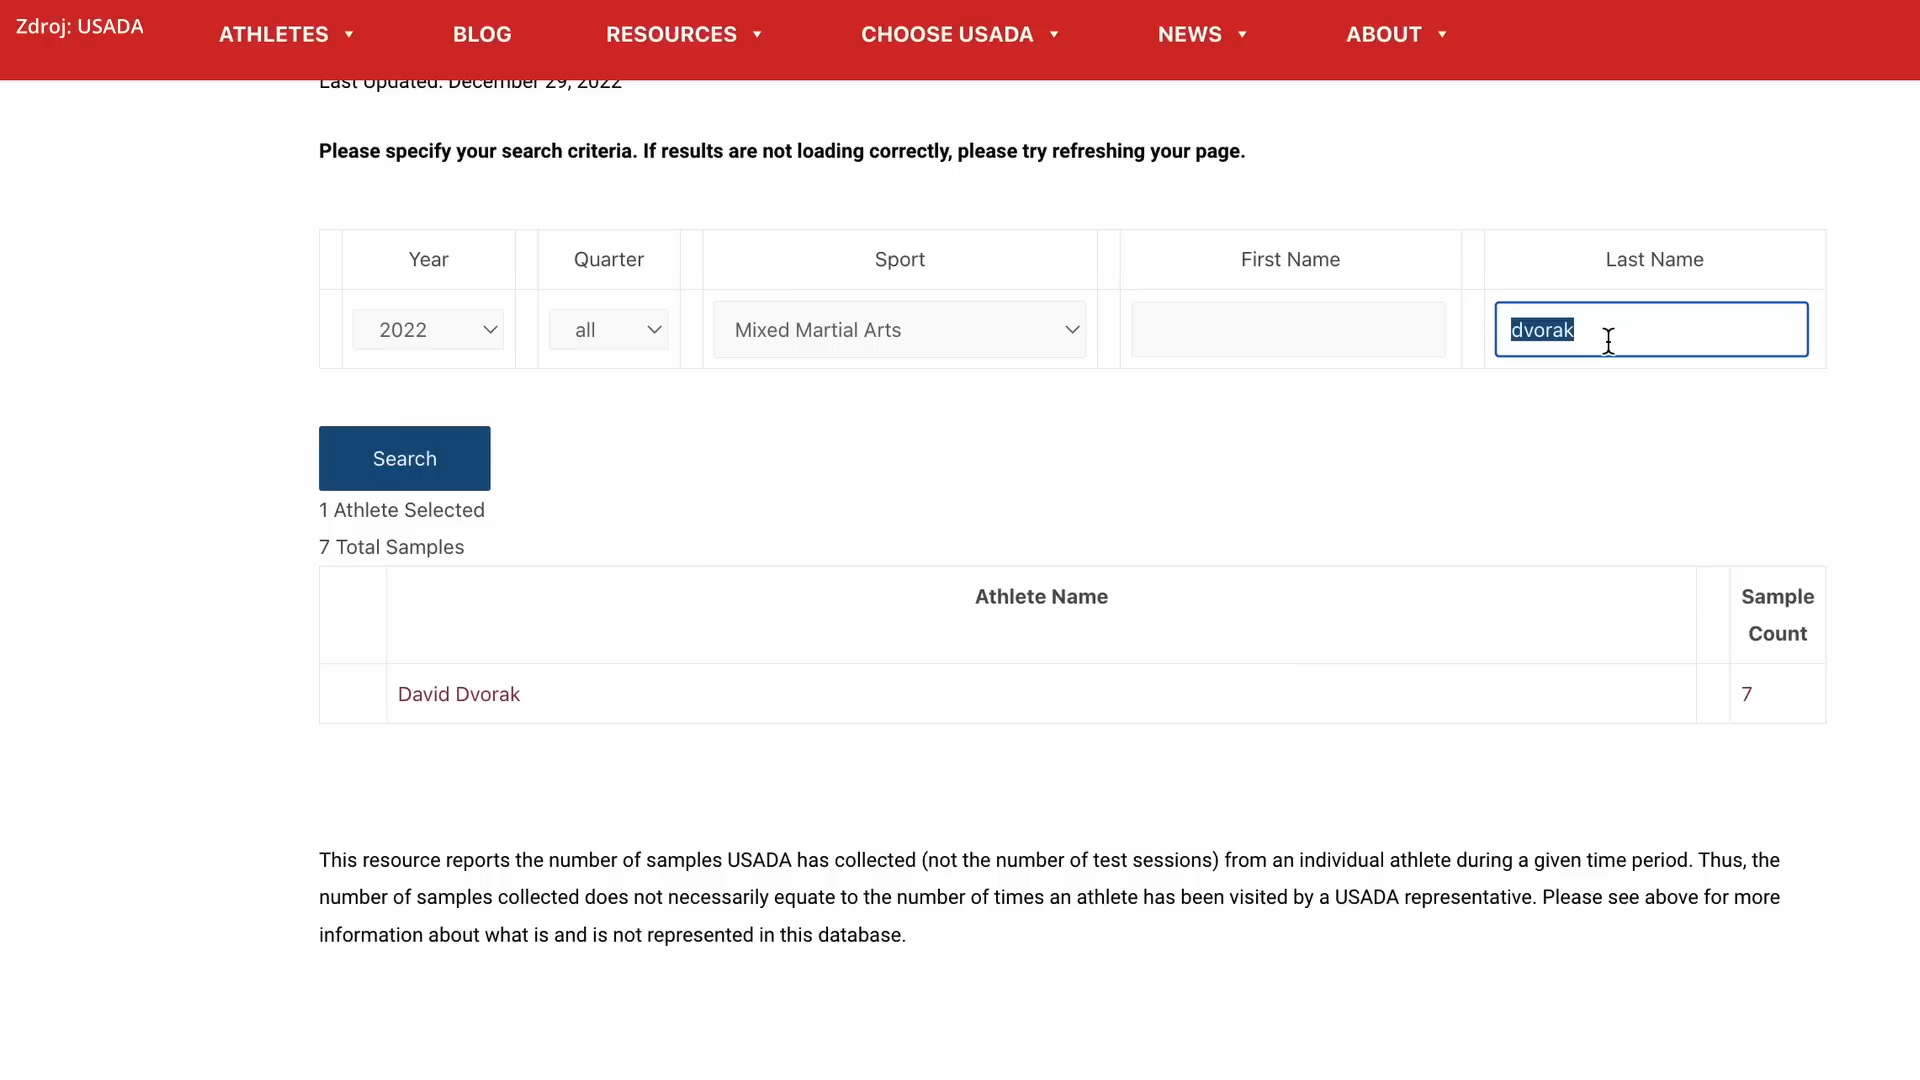 Zdroj: USADA
ATHLETES
BLOG
RESOURCES
CHOOSE USADA
NEWS
ABOUT
Last Updated: December 29, 2022
Please specify your search criteria. If results are not loading correctly, please try refreshing your page.
Year
Quarter
Sport
First Name
Last Name
2022
all
Mixed Martial Arts
dvorak
Search
1 Athlete Selected
7 Total Samples
Athlete Name
Sample
Count
David Dvorak
7
This resource reports the number of samples USADA has collected (not the number of test sessions) from an individual athlete during a given time period. Thus, the
number of samples collected does not necessarily equate to the number of times an athlete has been visited by a USADA representative. Please see above for more
information about what is and is not represented in this database.